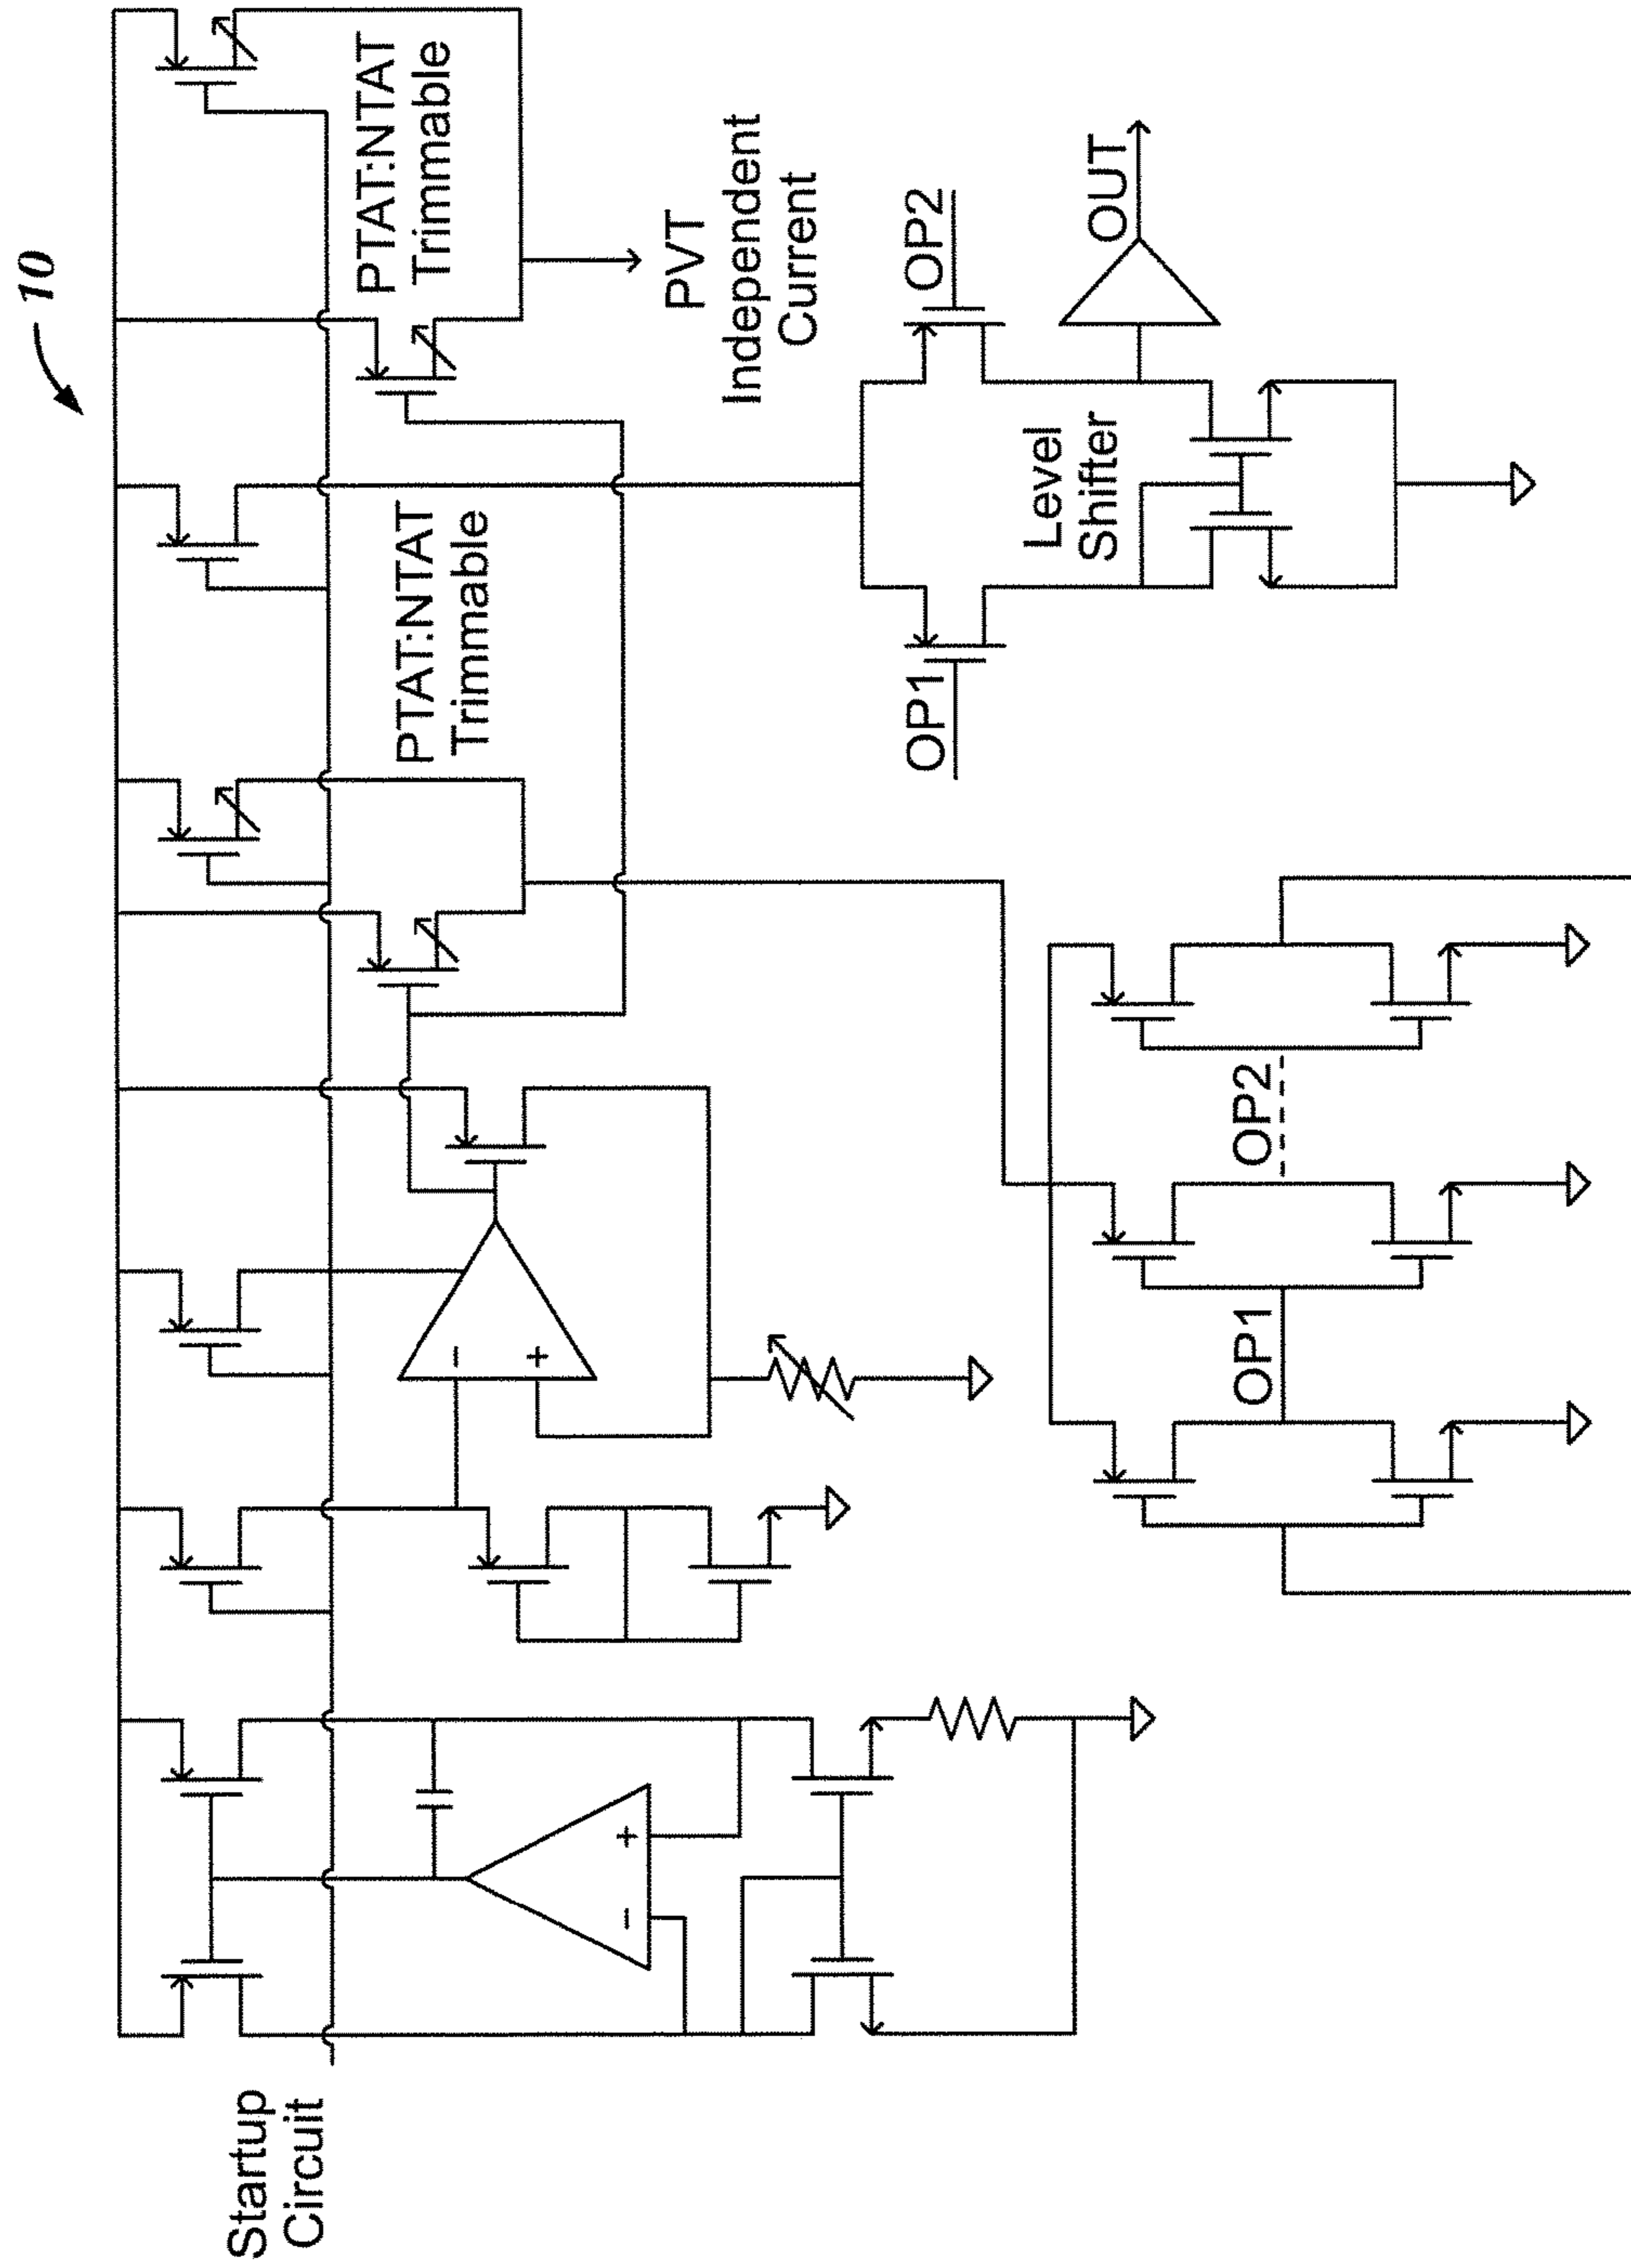 10
Startup
Circuit
PTAT:NTAT
Trimmable
PTAT:NTAT
Trimmable
PVT
Independent
Current
-
+
-
+
OP1
OP2
Level
Shifter
OUT
OP1
OP2